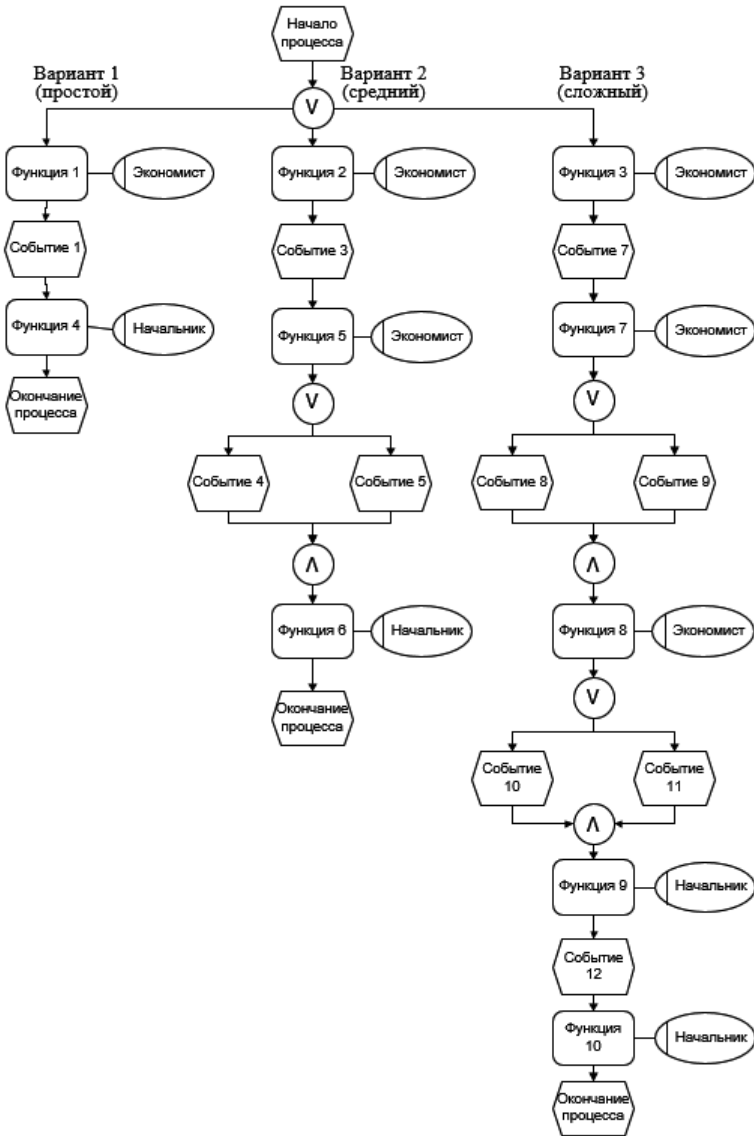 Начало
процесса
Вариант 1
(простой)
Вариант 2
(средний)
Вариант 3
(сложный)
V
Функция 1
Экономист
Функция 2
Экономист
Функция 3
Экономист
Событие 1
Событие 3
Событие 7
Функция 4
Начальник
Функция 5
Экономист
Функция 7
Экономист
Окончание
процесса
V
V
Событие 4
Событие 5
Событие 8
Событие 9
Λ
Λ
Функция 6
Начальник
Функция 8
Экономист
Окончание
процесса
V
Событие
10
Событие
11
Λ
Функция 9
Начальник
Событие
12
Функция
10
Начальник
Окончание
процесса